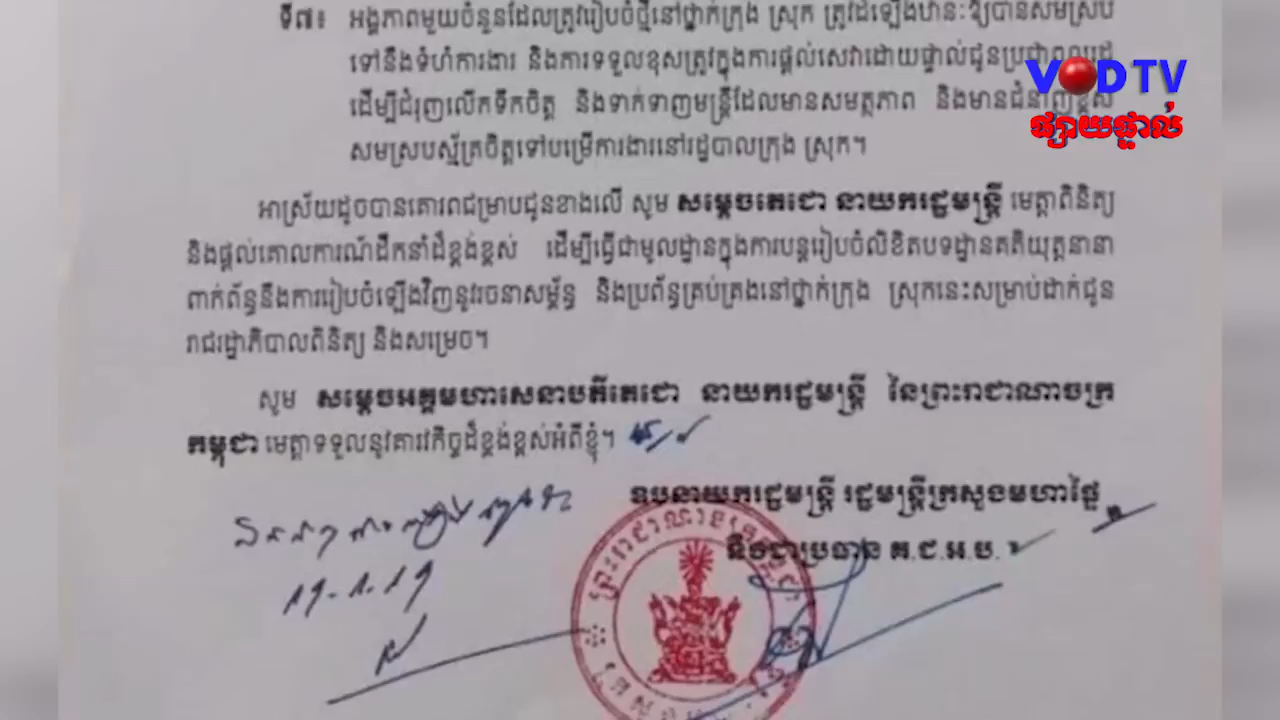 ទី៧៖ អង្គភាពមួយចំនួនដែលត្រូវរៀបចំថ្មីនៅថ្នាក់ក្រុង ស្រុក ត្រូវដំឡើងឋានៈឱ្យបានសមស្រប
ទៅនឹងទំហំការងារ និងការទទួលខុសត្រូវក្នុងការផ្តល់សេវាដោយផ្ទាល់ជូនប្រជាពលរដ្ឋ
VOD TV
ដើម្បីជំរុញលើកទឹកចិត្ត និងទាក់ទាញមន្ត្រីដែលមានសមត្ថភាព និងមានជំនាញខ្ពស់
ផ្សាយផ្ទាល់
សមស្របស្ម័គ្រចិត្តទៅបម្រើការងារនៅរដ្ឋបាលក្រុង ស្រុក។
អាស្រ័យដូចបានគោរពជម្រាបជូនខាងលើ សូម សម្តេចតេជោ នាយករដ្ឋមន្ត្រី មេត្តាពិនិត្យ
និងផ្តល់គោលការណ៍ដឹកនាំដ៏ខ្ពង់ខ្ពស់ ដើម្បីធ្វើជាមូលដ្ឋានក្នុងការបន្តរៀបចំលិខិតបទដ្ឋានគតិយុត្តនានា
ពាក់ព័ន្ធនឹងការរៀបចំឡើងវិញនូវរចនាសម្ព័ន្ធ និងប្រព័ន្ធគ្រប់គ្រងនៅថ្នាក់ក្រុង ស្រុកនេះសម្រាប់ដាក់ជូន
រាជរដ្ឋាភិបាលពិនិត្យ និងសម្រេច។
សូម សម្តេចអគ្គមហាសេនាបតីតេជោ នាយករដ្ឋមន្ត្រី នៃព្រះរាជាណាចក្រ
កម្ពុជា មេត្តាទទួលនូវគារវកិច្ចដ៏ខ្ពង់ខ្ពស់អំពីខ្ញុំ។
ឧបនាយករដ្ឋមន្ត្រី រដ្ឋមន្ត្រីក្រសួងមហាផ្ទៃ
និងជាប្រធាន គ.ជ.អ.ប.
ព្រះរាជាណាចក្រកម្ពុជា
19-1-19